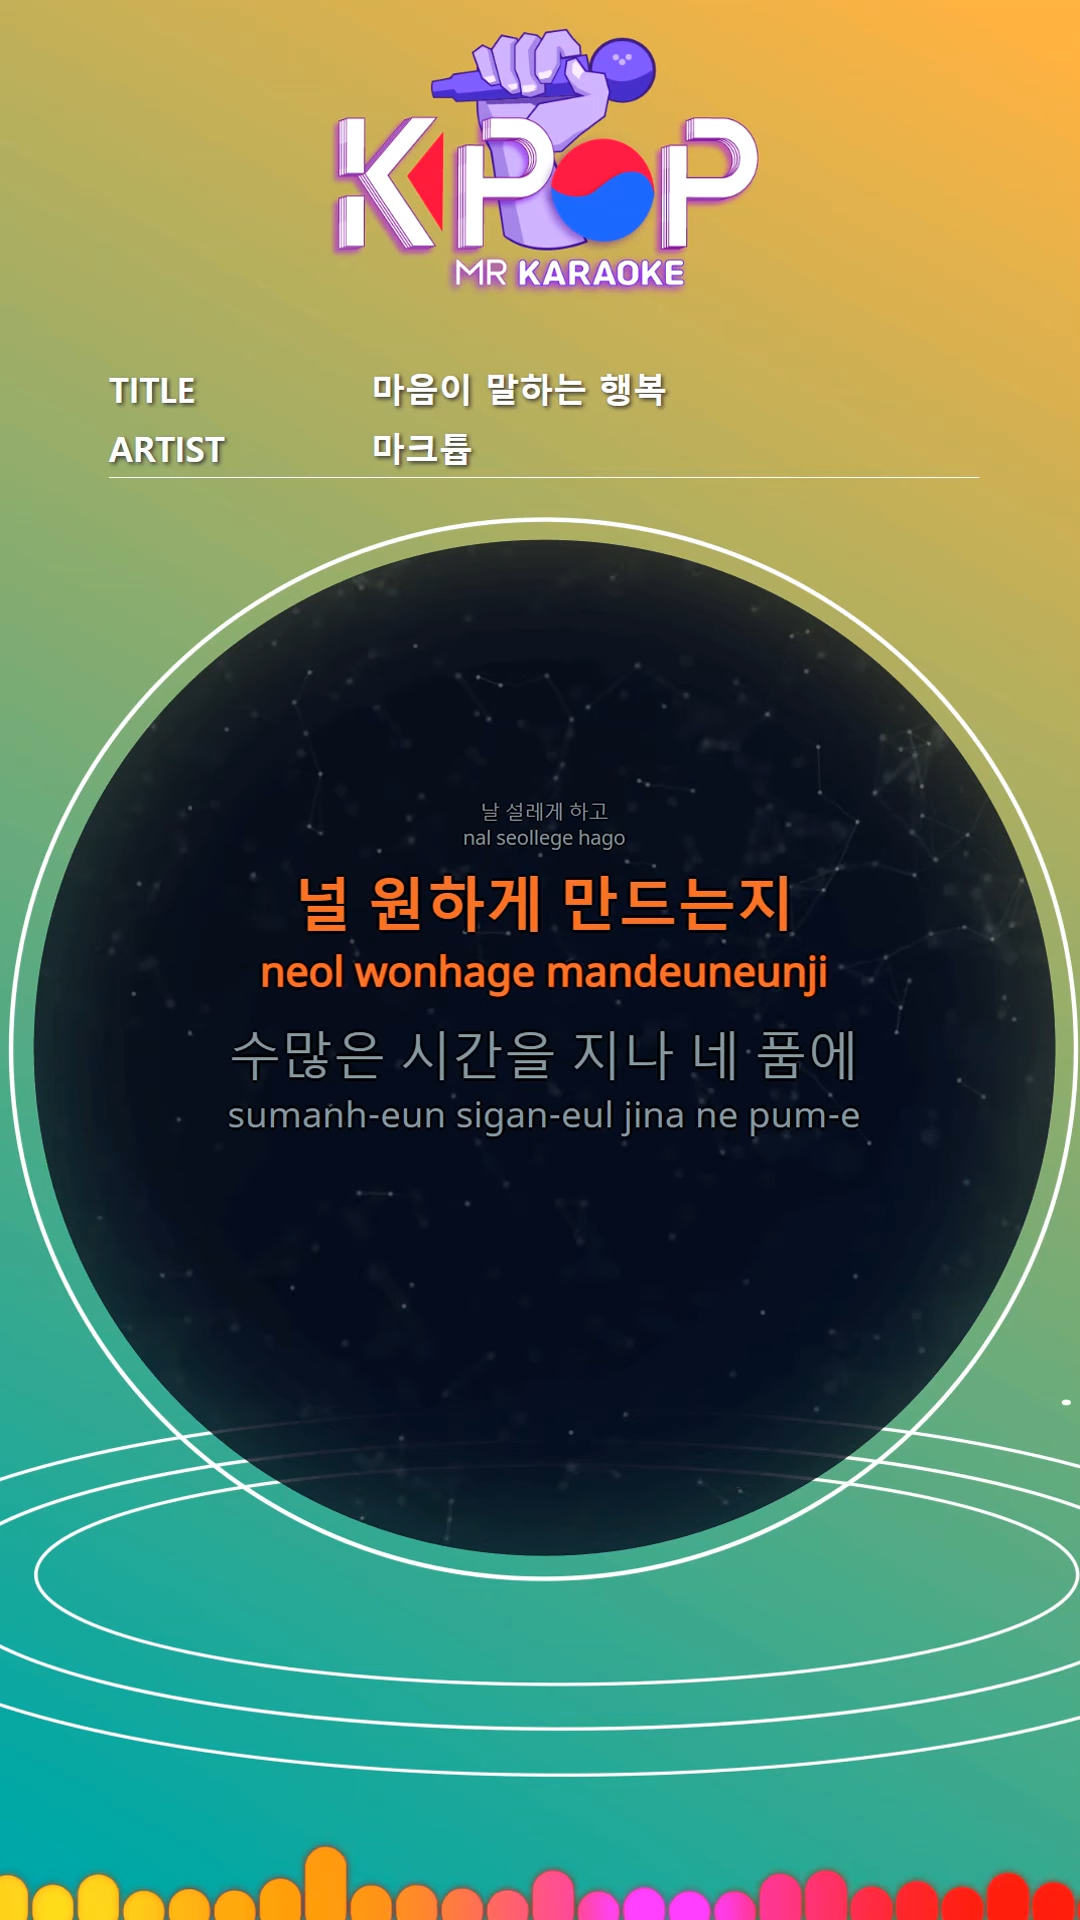 KPOP
MR KARAOKE
TITLE 마음이 말하는 행복
ARTIST 마크툽
날 설레게 하고
nal seollege hago
널 원하게 만드는지
neol wonhage mandeuneunji
수많은 시간을 지나 네 품에
sumanh-eun sigan-eul jina ne pum-e